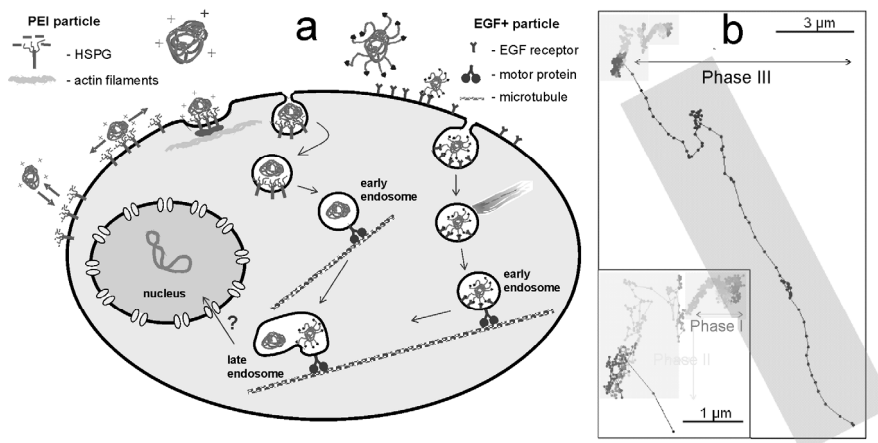 PEI particle
- HSPG
- actin filaments
a
EGF+ particle
- EGF receptor
- motor protein
- microtubule
early
endosome
nucleus
?
late
endosome
early
endosome
b
3 µm
Phase III
Phase I
Phase II
1 µm